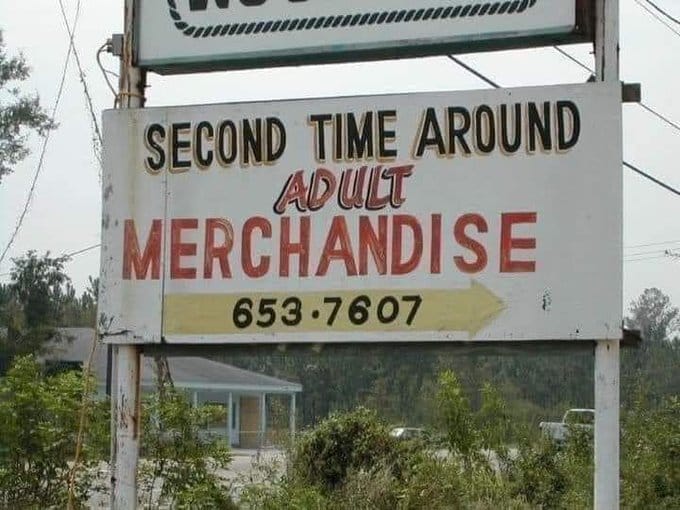 SECOND TIME AROUND
ADULT
MERCHANDISE
653·7607